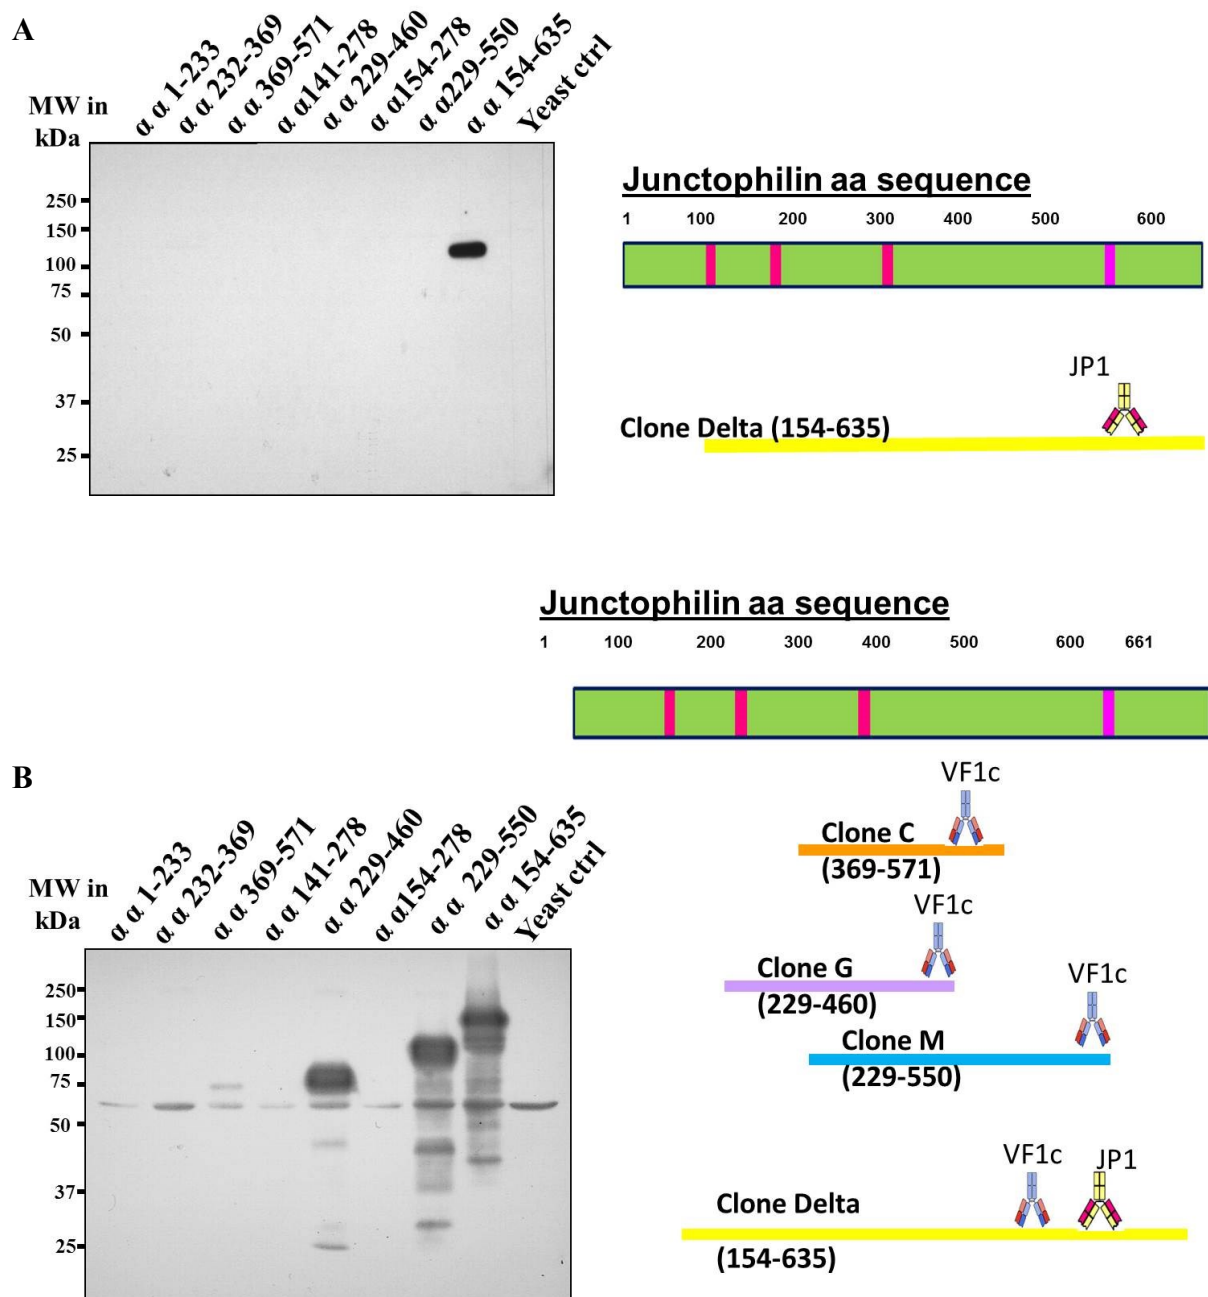 A
α α 1-233
α α 232-369
α α 369-571
α α141-278
α α 229-460
α α154-278
α α229-550
α α 154-635
Yeast ctrl
MW in
kDa
250
150
100
75
50
37
25
Junctophilin aa sequence
1 100 200 300 400 500 600
JP1
Clone Delta (154-635)
Junctophilin aa sequence
1 100 200 300 400 500 600 661
B
α α 1-233
α α 232-369
α α 369-571
α α 141-278
α α 229-460
α α154-278
α α 229-550
α α 154-635
Yeast ctrl
MW in
kDa
250
150
100
75
50
37
25
VF1c
Clone C
(369-571)
VF1c
Clone G
(229-460)
VF1c
Clone M
(229-550)
VF1c JP1
Clone Delta
(154-635)